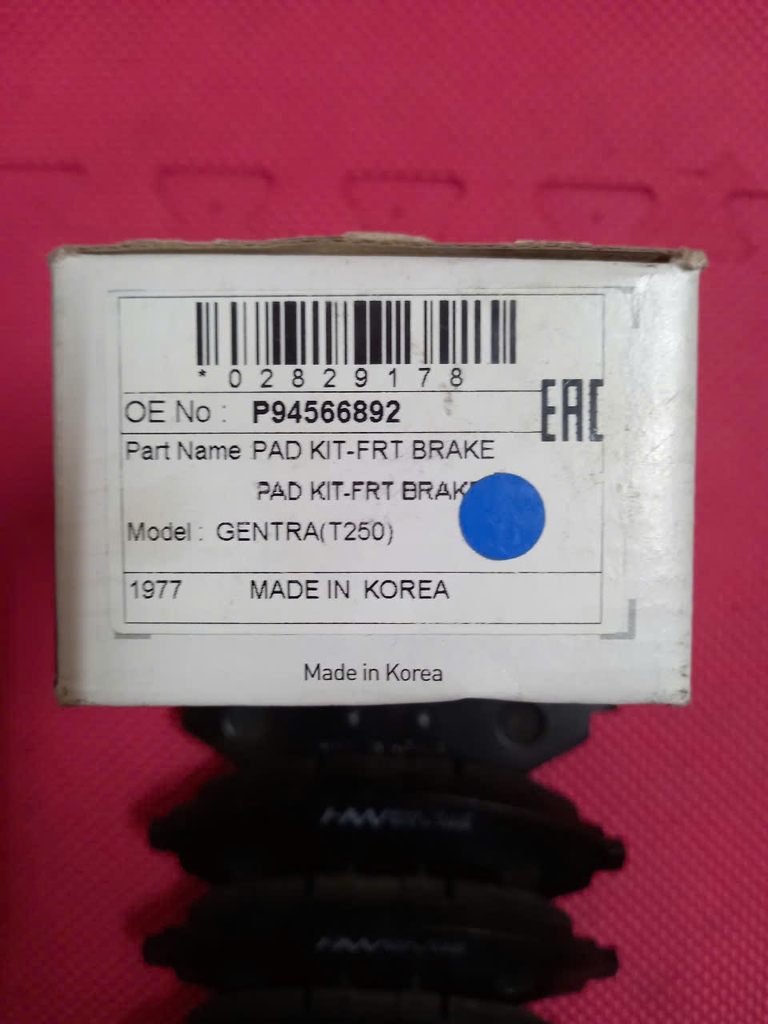 *02829178
OE No : P94566892
EAC
Part Name PAD KIT-FRT BRAKE
PAD KIT-FRT BRAKE
Model : GENTRA(T250)
1977 MADE IN KOREA
Made in Korea